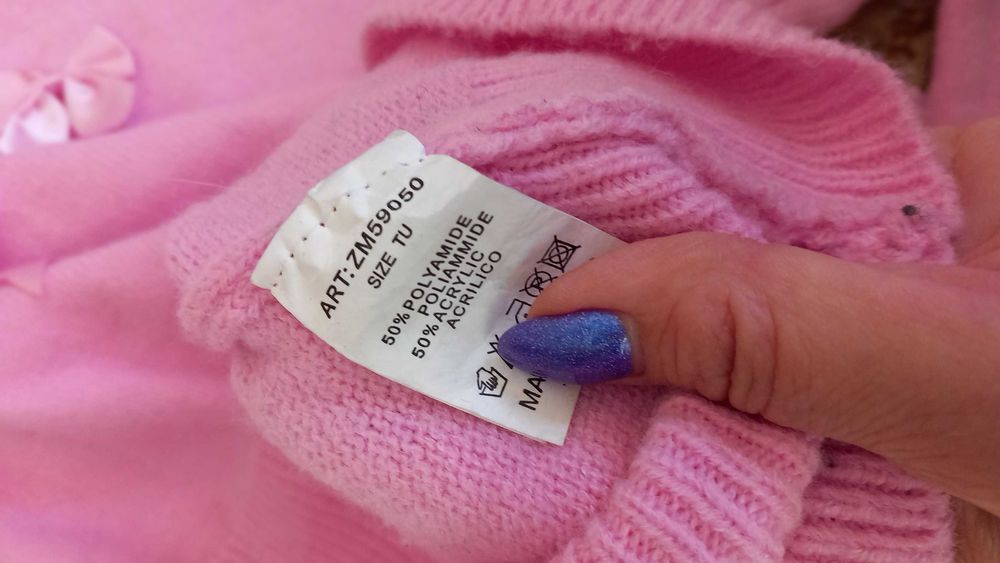 ART: ZM59050
SIZE TU
50% POLYAMIDE
POLIAMMIDE
50% ACRYLIC
ACRILICO